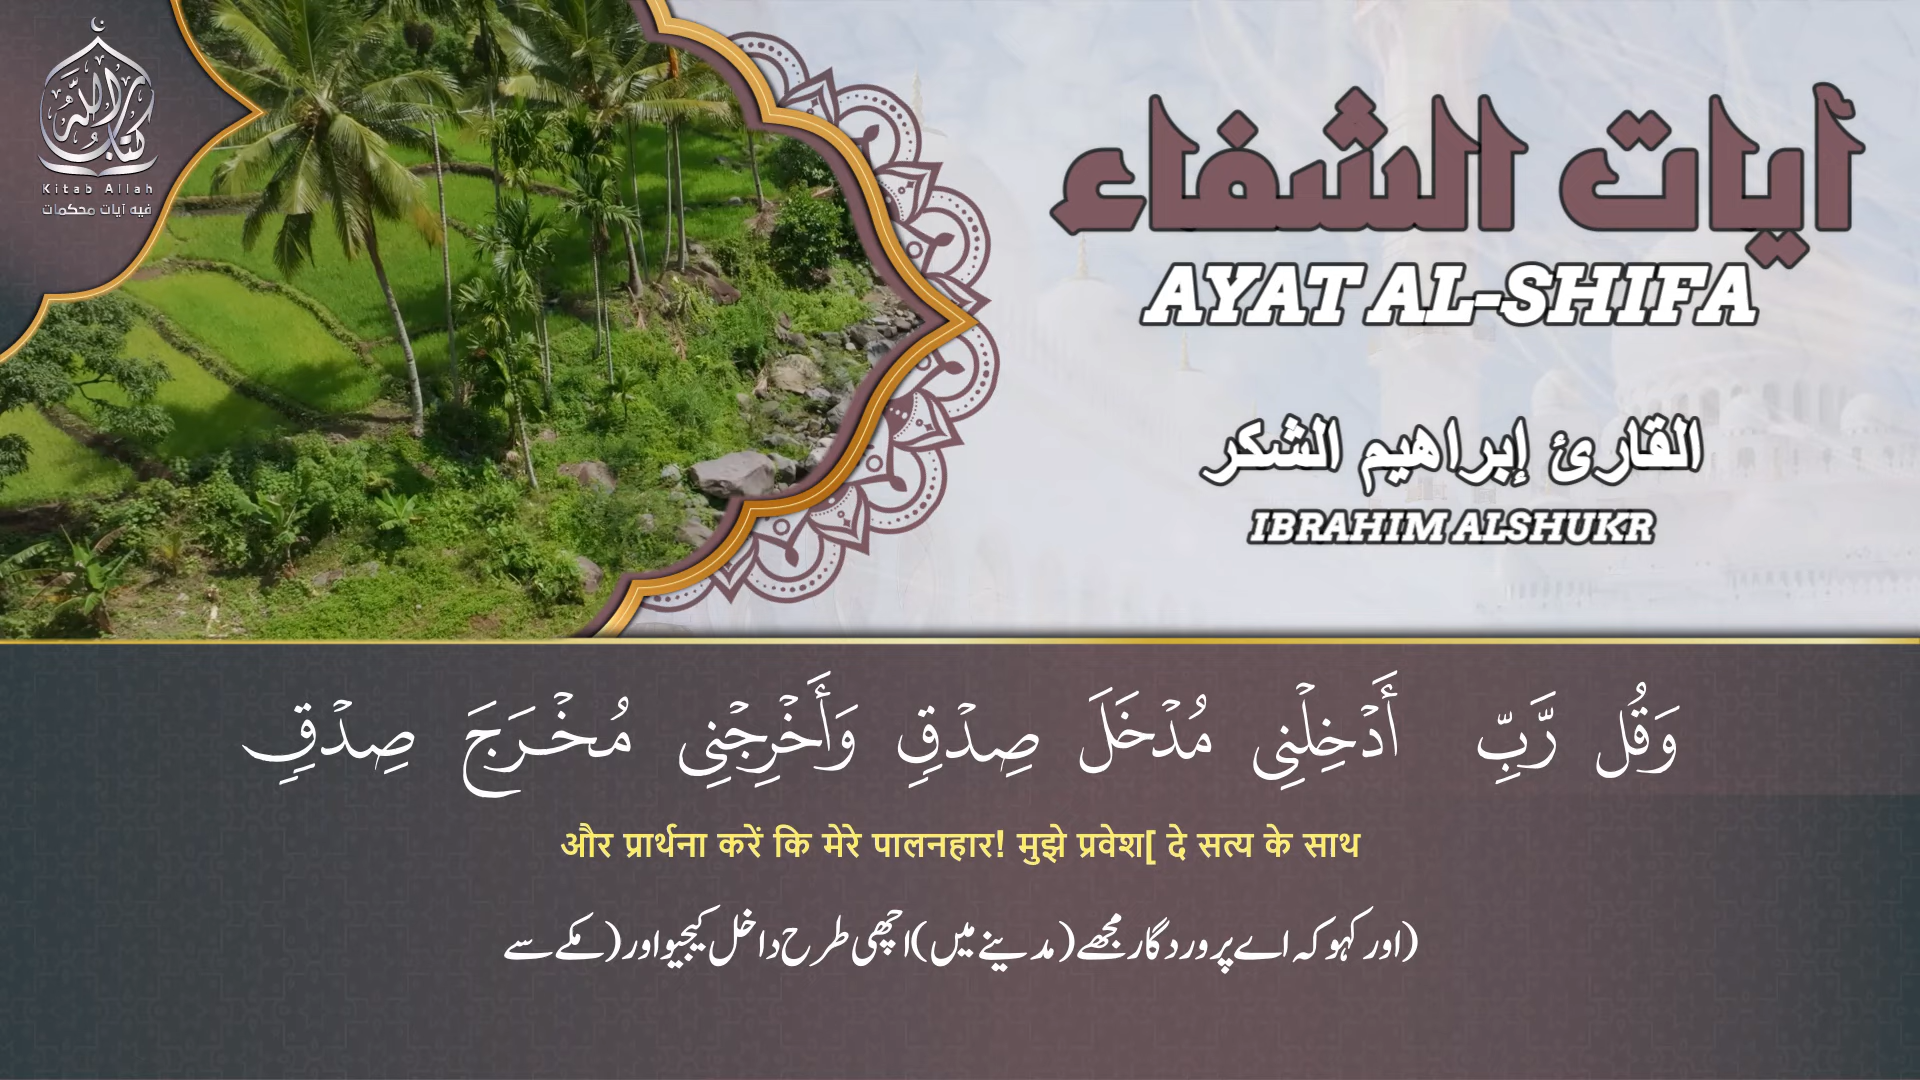 كتاب الله
Kitab Allah
فيه آيات محكمات
آيات الشفاء
AYAT AL-SHIFA
القارئ إبراهيم الشكر
IBRAHIM ALSHUKR
وَقُل رَّبِّ أَدْخِلْنِى مُدْخَلَ صِدْقٍ وَأَخْرِجْنِى مُخْرَجَ صِدْقٍ
और प्रार्थना करें कि मेरे पालनहार! मुझे प्रवेश[ दे सत्य के साथ
(اور کہو کہ اے پروردگار مجھے (مدینے میں) اچھی طرح داخل کیجیو اور (مکے سے